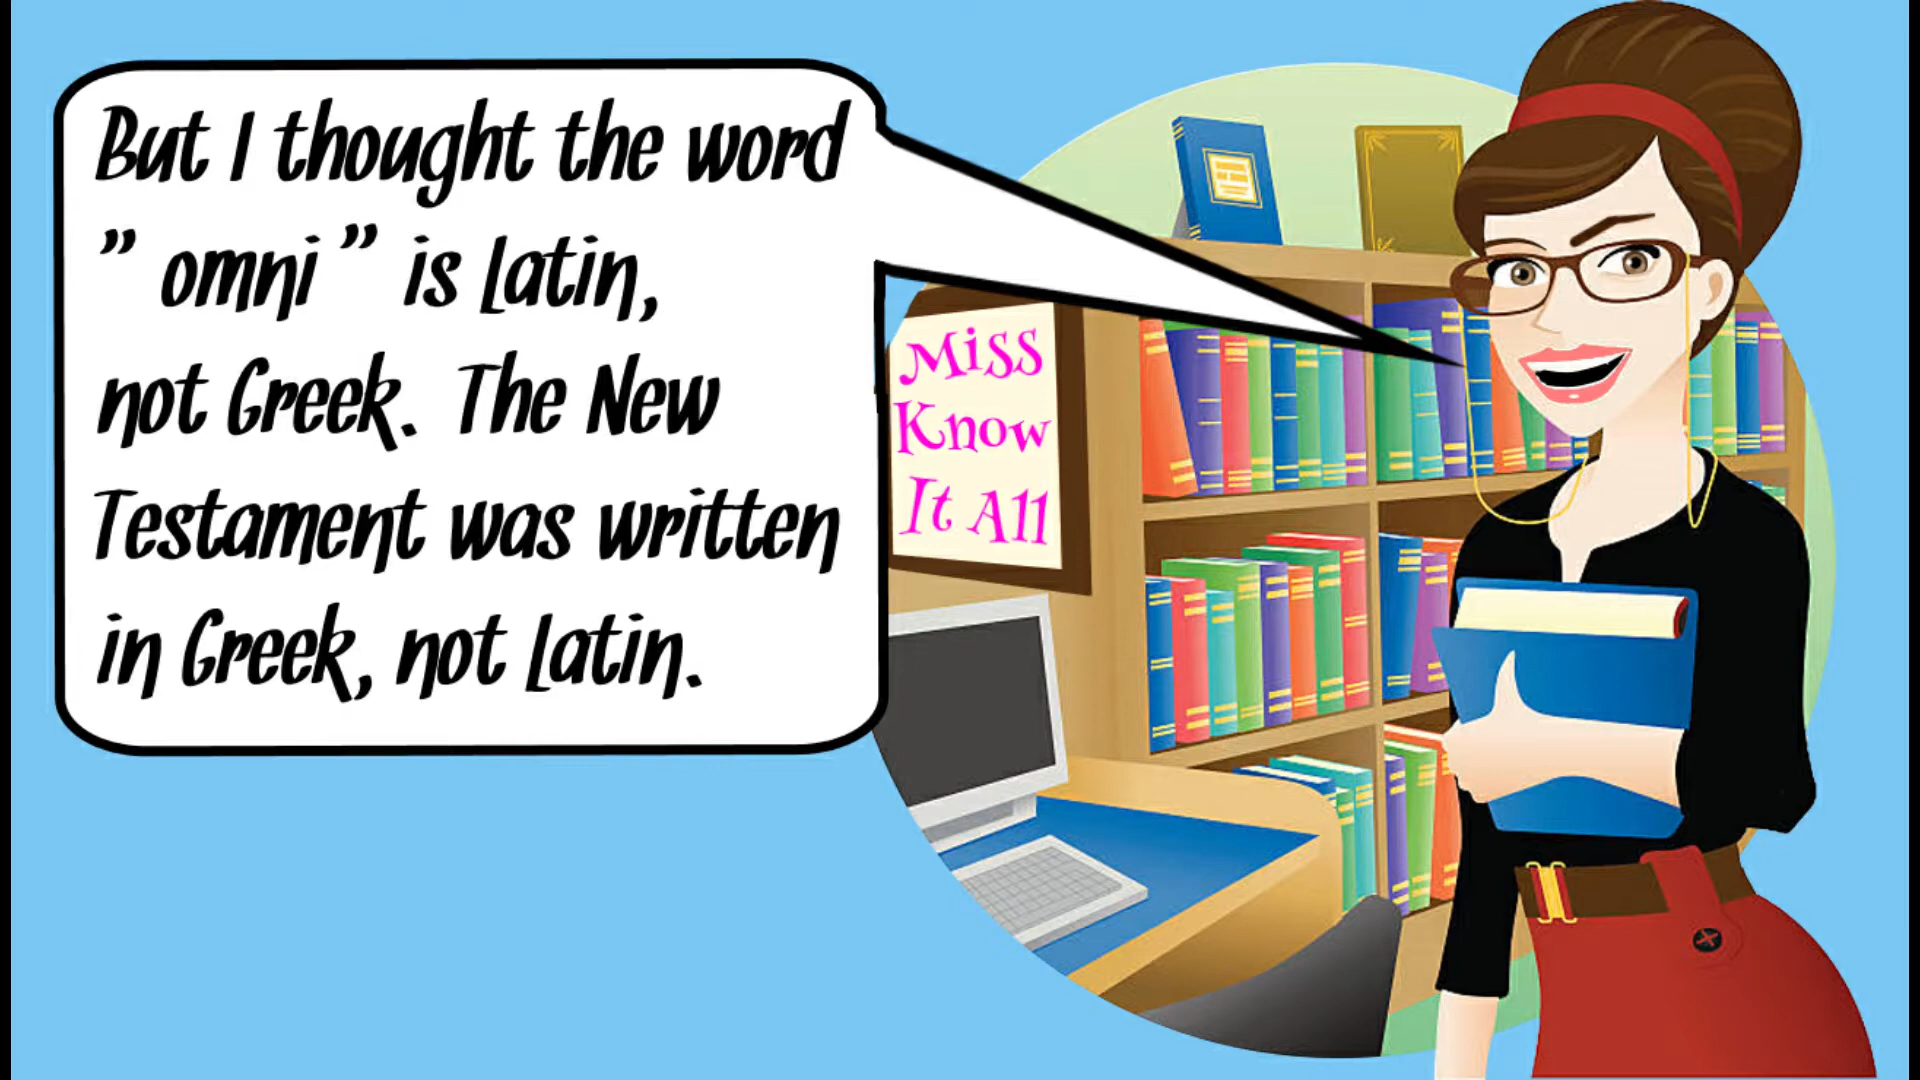 But I thought the word
” omni ” is Latin,
not Greek. The New
Testament was written
in Greek, not Latin.
Miss
Know
It All